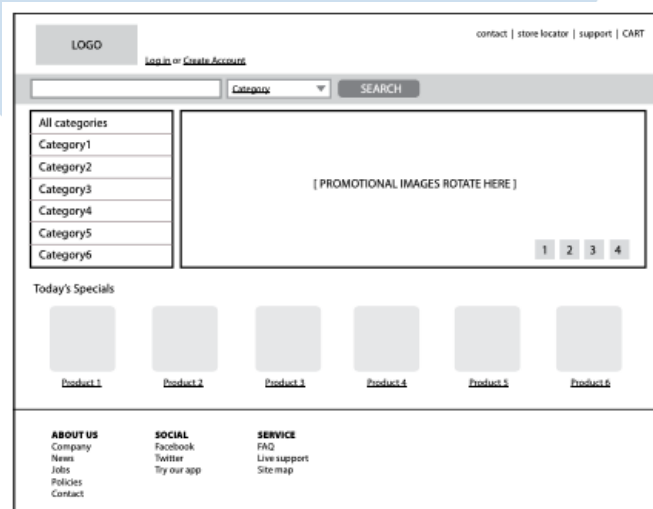 LOGO
contact | store locator | support | CART
Log in or Create Account
Category
SEARCH
All categories
Category1
Category2
Category3
Category4
Category5
Category6
[ PROMOTIONAL IMAGES ROTATE HERE ]
1 2 3 4
Today's Specials
Product 1 Product 2 Product 3 Product 4 Product 5 Product 6
ABOUT US
Company
News
Jobs
Policies
Contact
SOCIAL
Facebook
Twitter
Try our app
SERVICE
FAQ
Live support
Site map